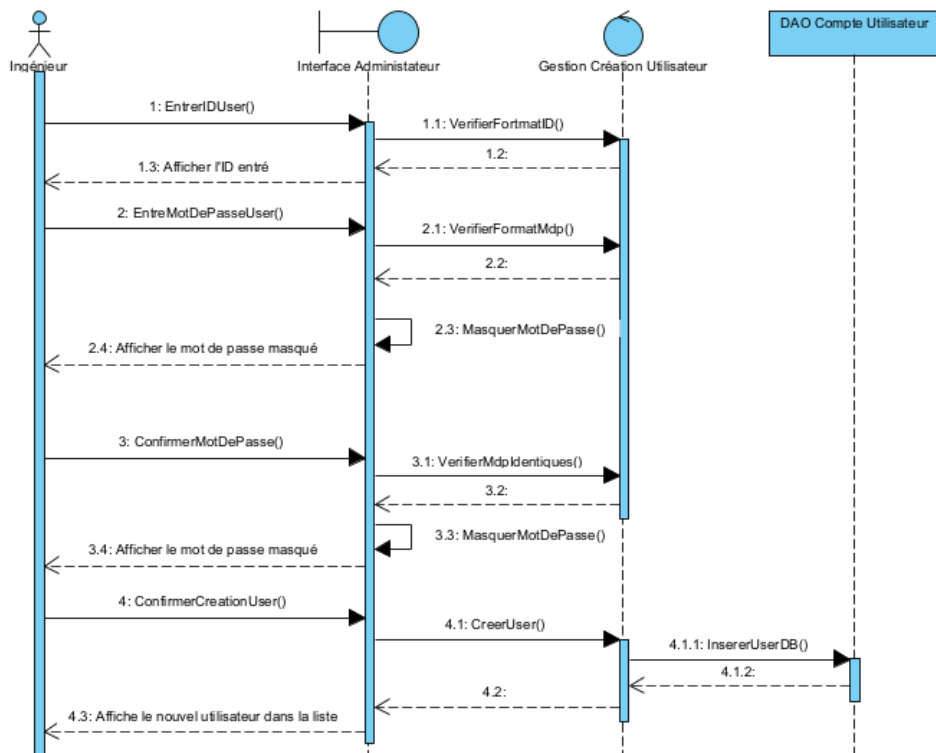 DAO Compte Utilisateur
Ingénieur
Interface Administateur
Gestion Création Utilisateur
1: EntrerIDUser()
1.1: VerifierFortmatID()
1.2:
1.3: Afficher l'ID entré
2: EntreMotDePasseUser()
2.1: VerifierFormatMdp()
2.2:
2.3: MasquerMotDePasse()
2.4: Afficher le mot de passe masqué
3: ConfirmerMotDePasse()
3.1: VerifierMdpIdentiques()
3.2:
3.3: MasquerMotDePasse()
3.4: Afficher le mot de passe masqué
4: ConfirmerCreationUser()
4.1: CreerUser()
4.1.1: InsererUserDB()
4.1.2:
4.2:
4.3: Affiche le nouvel utilisateur dans la liste